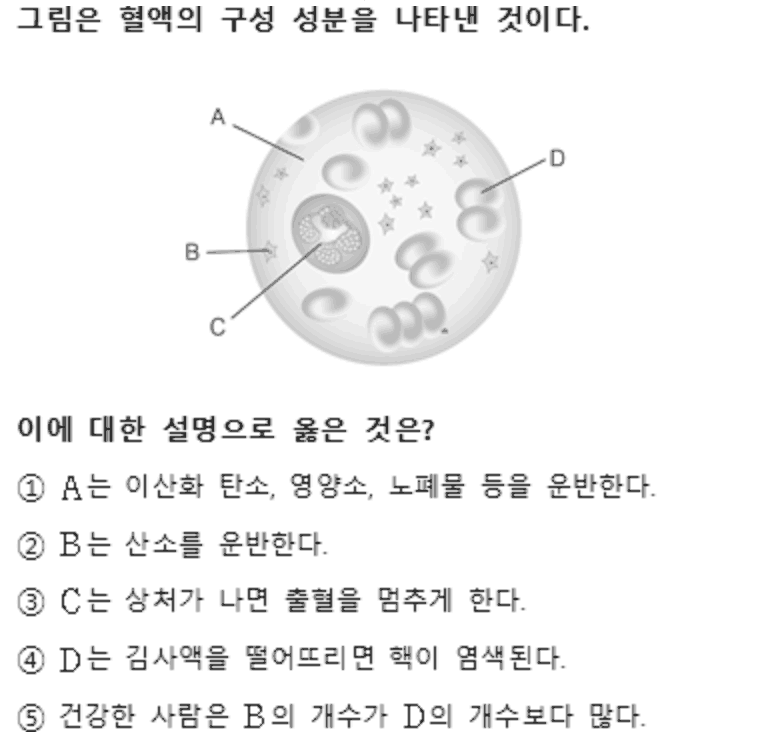 그림은 혈액의 구성 성분을 나타낸 것이다.
A
D
B
C
이에 대한 설명으로 옳은 것은?
① A는 이산화 탄소, 영양소, 노폐물 등을 운반한다.
② B는 산소를 운반한다.
③ C는 상처가 나면 출혈을 멈추게 한다.
④ D는 김사액을 떨어뜨리면 핵이 염색된다.
⑤ 건강한 사람은 B의 개수가 D의 개수보다 많다.